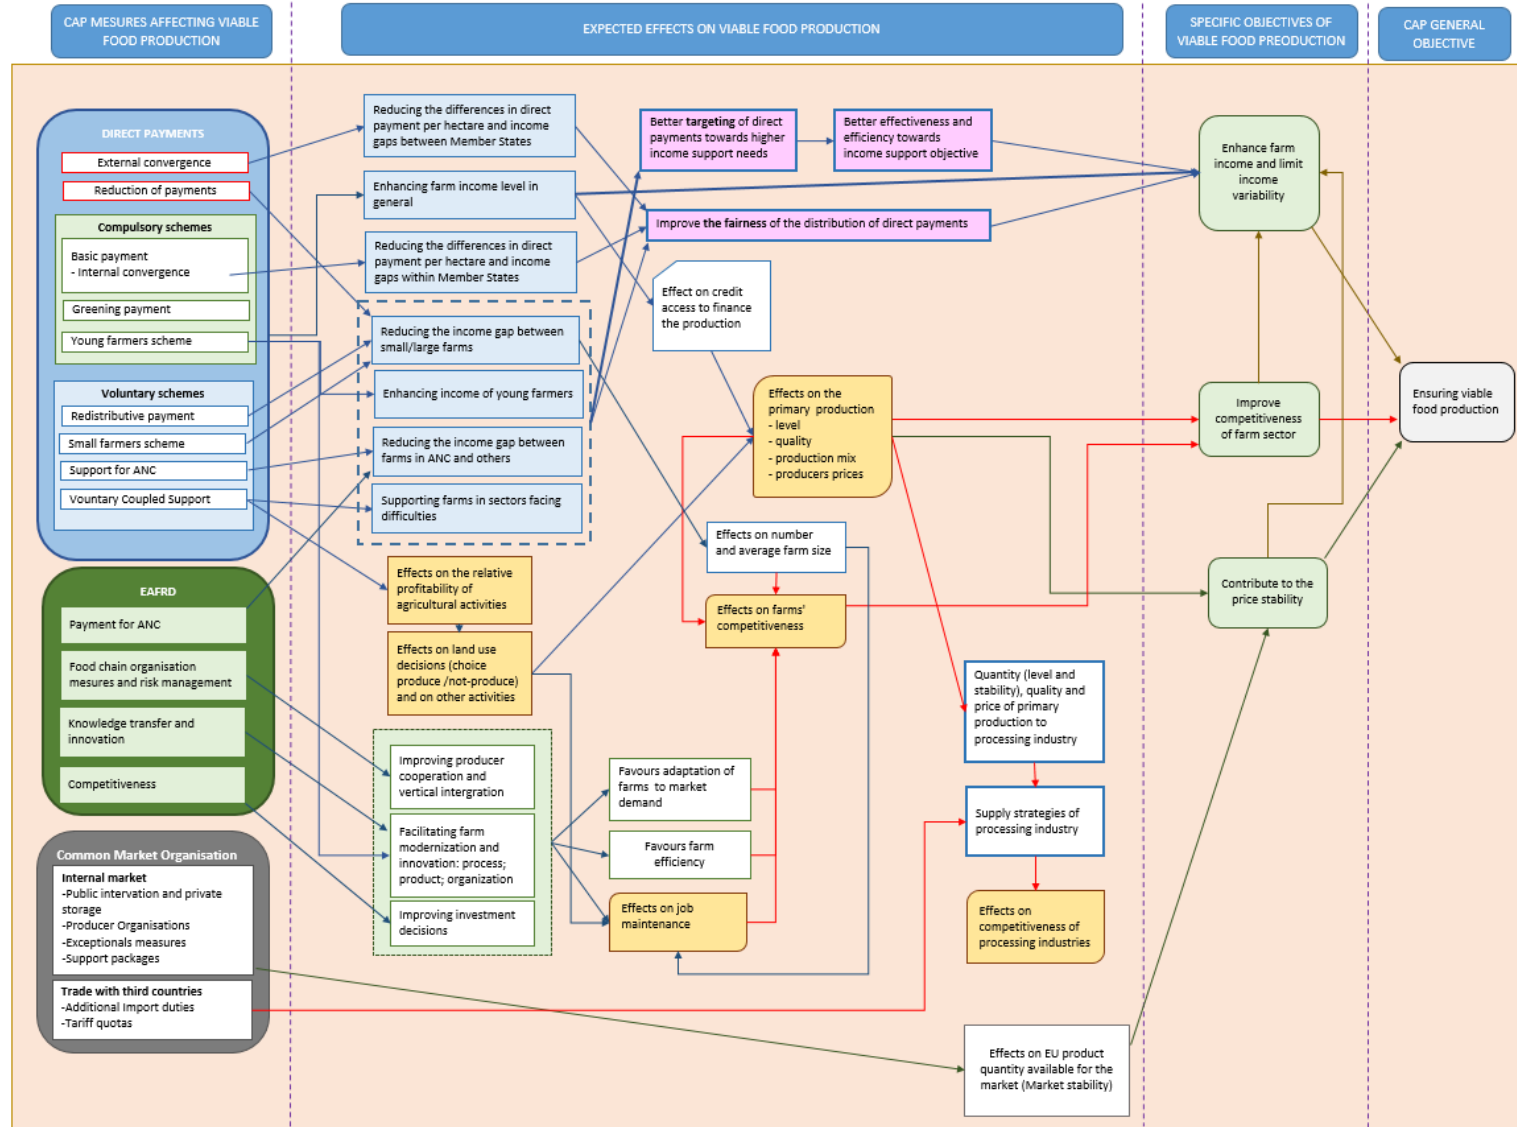 CAP MESURES AFFECTING VIABLE
FOOD PRODUCTION
EXPECTED EFFECTS ON VIABLE FOOD PRODUCTION
SPECIFIC OBJECTIVES OF
VIABLE FOOD PREODUCTION
CAP GENERAL
OBJECTIVE
DIRECT PAYMENTS
External convergence
Reduction of payments
Compulsory schemes
Basic payment
- Internal convergence
Greening payment
Young farmers scheme
Voluntary schemes
Redistributive payment
Small farmers scheme
Support for ANC
Vountary Coupled Support
EAFRD
Payment for ANC
Food chain organisation
mesures and risk management
Knowledge transfer and
innovation
Competitiveness
Common Market Organisation
Internal market
-Public intervation and private
storage
-Producer Organisations
-Exceptionals measures
-Support packages
Trade with third countries
-Additional Import duties
-Tariff quotas
Reducing the differences in direct
payment per hectare and income
gaps between Member States
Enhancing farm income level in
general
Reducing the differences in direct
payment per hectare and income
gaps within Member States
Reducing the income gap between
small/large farms
Enhancing income of young farmers
Reducing the income gap between
farms in ANC and others
Supporting farms in sectors facing
difficulties
Effects on the relative
profitability of
agricultural activities
Effects on land use
decisions (choice
produce /not-produce)
and on other activities
Improving producer
cooperation and
vertical intergration
Facilitating farm
modernization and
innovation: process;
product; organization
Improving investment
decisions
Better targeting of direct
payments towards higher
income support needs
Better effectiveness and
efficiency towards
income support objective
Improve the fairness of the distribution of direct payments
Effect on credit
access to finance
the production
Effects on the
primary production
- level
- quality
- production mix
- producers prices
Effects on number
and average farm size
Effects on farms'
competitiveness
Favours adaptation of
farms to market
demand
Favours farm
efficiency
Effects on job
maintenance
Quantity (level and
stability), quality and
price of primary
production to
processing industry
Supply strategies of
processing industry
Effects on
competitiveness of
processing industries
Effects on EU product
quantity available for the
market (Market stability)
Enhance farm
income and limit
income
variability
Improve
competitiveness
of farm sector
Contribute to the
price stability
Ensuring viable
food production